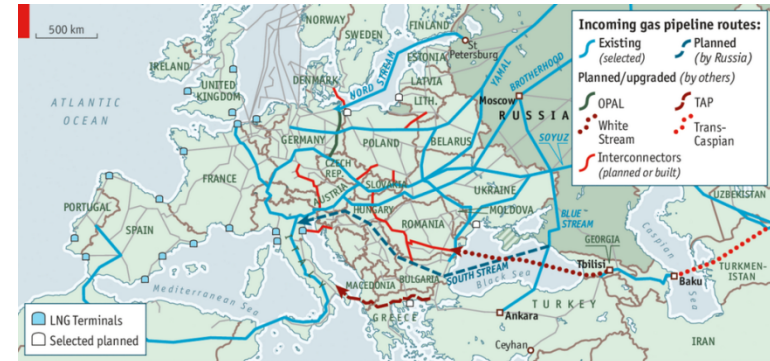 500 km
NORWAY
SWEDEN
FINLAND
St
Petersburg
ESTONIA
LATVIA
LITH.
IRELAND
UNITED
KINGDOM
DENMARK
NORD STREAM
YAMAL
BROTHERHOOD
Moscow
RUSSIA
SOYUZ
ATLANTIC
OCEAN
GERMANY
POLAND
BELARUS
CZECH
REP.
SLOVAKIA
UKRAINE
FRANCE
AUSTRIA
HUNGARY
MOLDOVA
ROMANIA
BLUE
STREAM
PORTUGAL
SPAIN
GEORGIA
Tbilisi
Caspian
Sea
UZBEKISTAN
TURKMEN-
ISTAN
Baku
SOUTH STREAM
Black Sea
BULGARIA
MACEDONIA
Mediterranean Sea
GREECE
TURKEY
Ankara
Ceyhan
IRAN
Incoming gas pipeline routes:
Existing
(selected)
Planned
(by Russia)
Planned/upgraded (by others)
OPAL
TAP
White
Stream
Trans-
Caspian
Interconnectors
(planned or built)
LNG Terminals
Selected planned